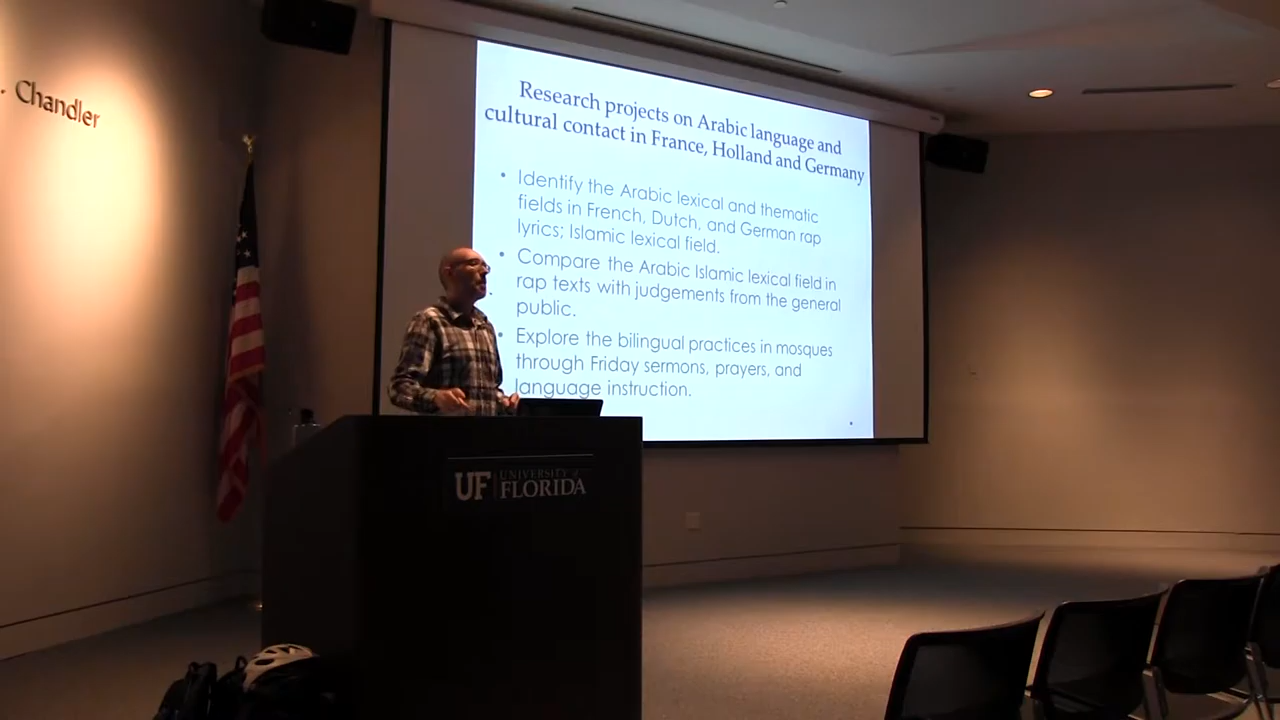 . Chandler
Research projects on Arabic language and
cultural contact in France, Holland and Germany
• Identify the Arabic lexical and thematic
fields in French, Dutch, and German rap
lyrics; Islamic lexical field.
• Compare the Arabic Islamic lexical field in
rap texts with judgements from the general
public.
• Explore the bilingual practices in mosques
through Friday sermons, prayers, and
language instruction.
UF UNIVERSITY of
FLORIDA